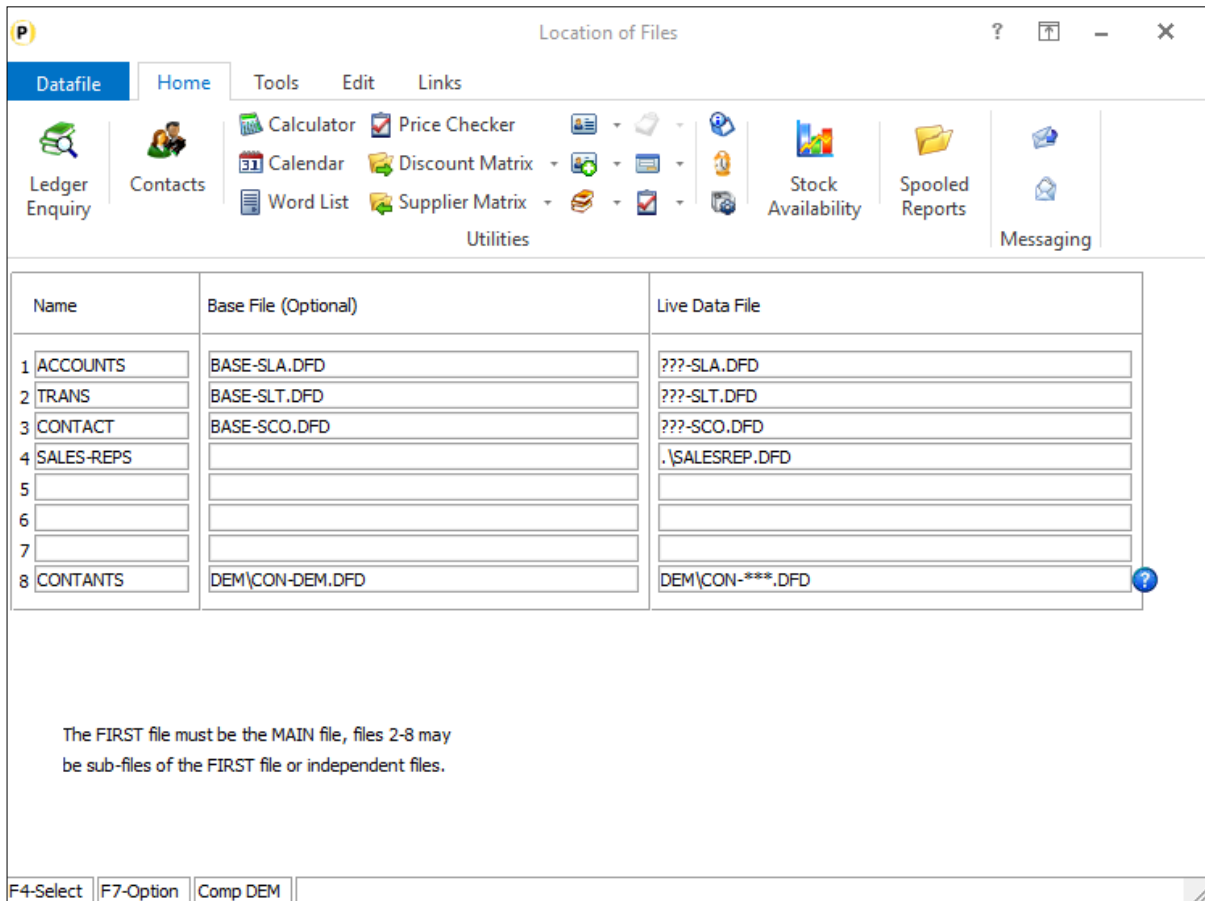 P
Location of Files
?
Datafile Home Tools Edit Links
Calculator Price Checker
31 Calendar Discount Matrix
Word List Supplier Matrix
Ledger Enquiry
Contacts
Stock Availability
Spooled Reports
Utilities
Messaging
Name Base File (Optional) Live Data File
1 ACCOUNTS BASE-SLA.DFD ???-SLA.DFD
2 TRANS BASE-SLT.DFD ???-SLT.DFD
3 CONTACT BASE-SCO.DFD ???-SCO.DFD
4 SALES-REPS .\SALESREP.DFD
5
6
7
8 CONTANTS DEM\CON-DEM.DFD DEM\CON-***.DFD ?
The FIRST file must be the MAIN file, files 2-8 may
be sub-files of the FIRST file or independent files.
F4-Select F7-Option Comp DEM